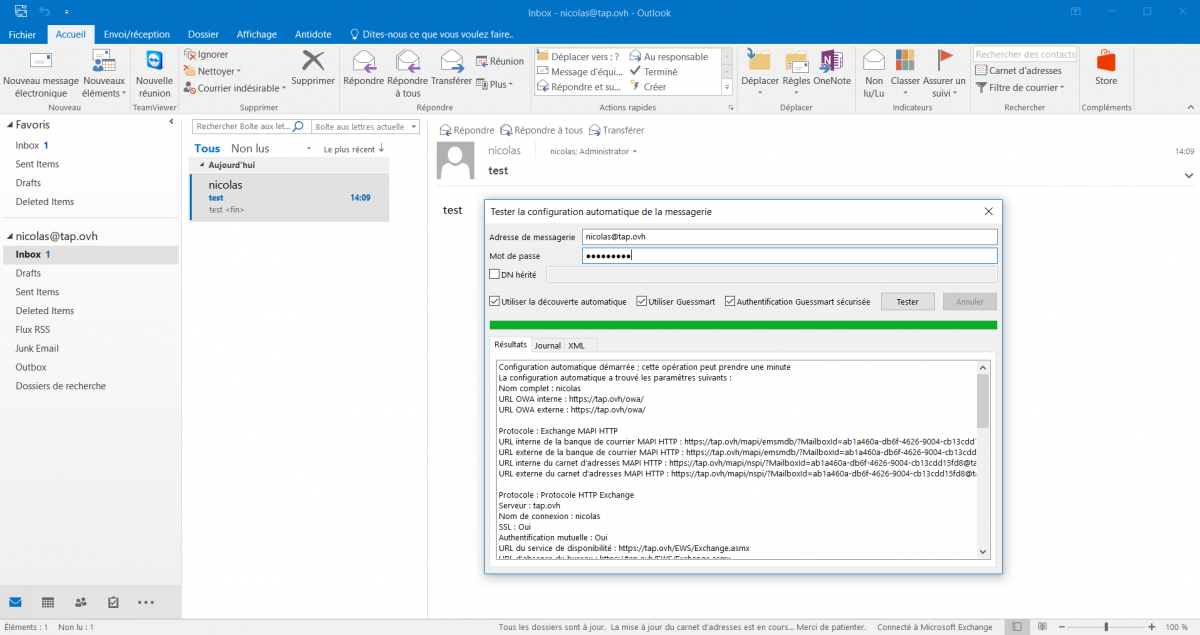 Inbox - nicolas@tap.ovh - Outlook
Fichier Accueil Envoi/réception Dossier Affichage Antidote Dites-nous ce que vous voulez faire..
Nouveau message électronique
Nouveaux éléments
Nouveau
Nouvelle réunion
TeamViewer
Ignorer
Nettoyer
Courrier indésirable
Supprimer
Supprimer
Répondre
Répondre à tous
Transférer
Réunion
Plus
Répondre
Déplacer vers : ?
Message d'équi...
Répondre et su...
Au responsable
Terminé
Créer
Actions rapides
Déplacer
Règles
OneNote
Déplacer
Non lu/Lu
Classer
Assurer un suivi
Indicateurs
Rechercher des contacts
Carnet d'adresses
Filtre de courrier
Rechercher
Store
Compléments
Favoris
Inbox 1
Sent Items
Drafts
Deleted Items
nicolas@tap.ovh
Inbox 1
Drafts
Sent Items
Deleted Items
Flux RSS
Junk Email
Outbox
Dossiers de recherche
Rechercher Boîte aux let... Boîte aux lettres actuelle
Tous Non lus Le plus récent
Aujourd'hui
nicolas
test 14:09
test <fin>
Répondre Répondre à tous Transférer
nicolas nicolas; Administrator 14:09
test
test
Tester la configuration automatique de la messagerie
Adresse de messagerie nicolas@tap.ovh
Mot de passe •••••••••
DN hérité
Utiliser la découverte automatique Utiliser Guessmart Authentification Guessmart sécurisée Tester Annuler
Résultats Journal XML
Configuration automatique démarrée ; cette opération peut prendre une minute
La configuration automatique a trouvé les paramètres suivants :
Nom complet : nicolas
URL OWA interne : https://tap.ovh/owa/
URL OWA externe : https://tap.ovh/owa/
Protocole : Exchange MAPI HTTP
URL interne de la banque de courrier MAPI HTTP : https://tap.ovh/mapi/emsmdb/?MailboxId=ab1a460a-db6f-4626-9004-cb13cdd1
URL externe de la banque de courrier MAPI HTTP : https://tap.ovh/mapi/emsmdb/?MailboxId=ab1a460a-db6f-4626-9004-cb13cdd
URL interne du carnet d'adresses MAPI HTTP : https://tap.ovh/mapi/nspi/?MailboxId=ab1a460a-db6f-4626-9004-cb13cdd15fd8@ta
URL externe du carnet d'adresses MAPI HTTP : https://tap.ovh/mapi/nspi/?MailboxId=ab1a460a-db6f-4626-9004-cb13cdd15fd8@t
Protocole : Protocole HTTP Exchange
Serveur : tap.ovh
Nom de connexion : nicolas
SSL : Oui
Authentification mutuelle : Oui
URL du service de disponibilité : https://tap.ovh/EWS/Exchange.asmx
URL d'absence du bureau : https://tap.ovh/EWS/Exchange.asmx
Éléments : 1 Non lu : 1 Tous les dossiers sont à jour. La mise à jour du carnet d'adresses est en cours... Merci de patienter. Connecté à Microsoft Exchange 100 %